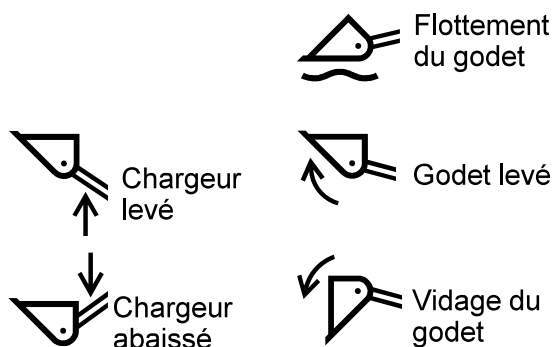 Flottement
du godet
Chargeur
levé
Godet levé
Chargeur
abaissé
Vidage du
godet